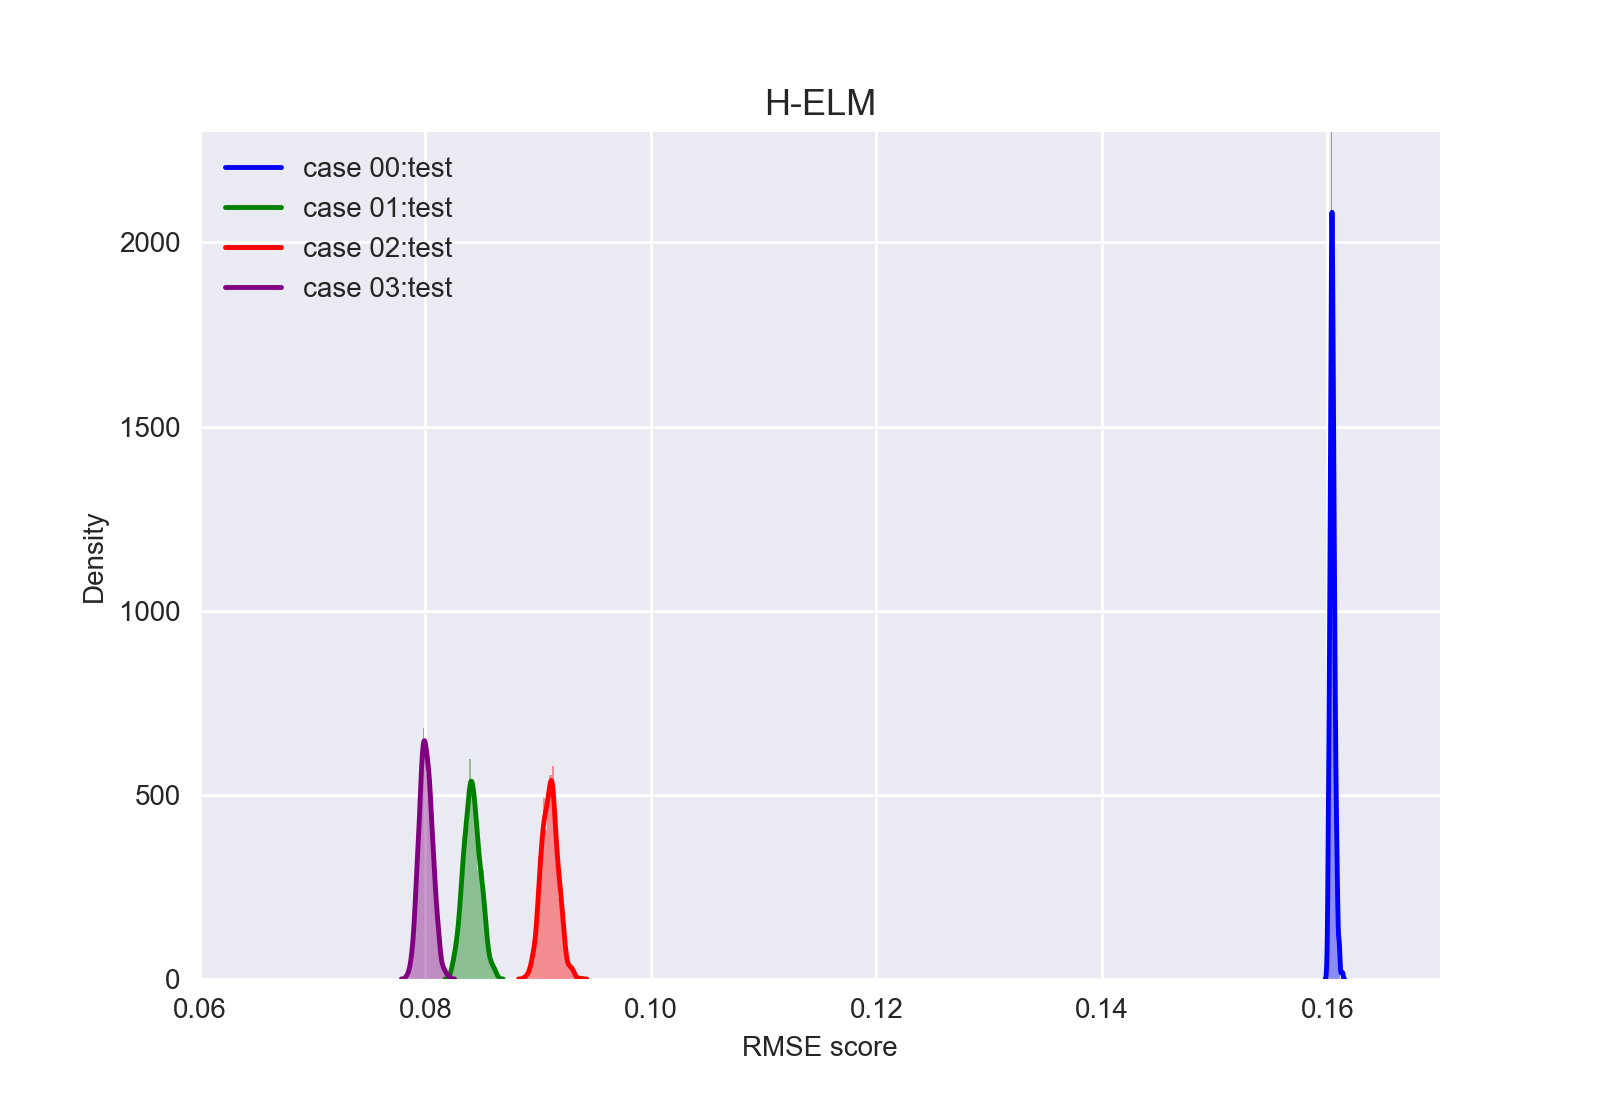 H-ELM
case 00:test
case 01:test
case 02:test
case 03:test
2000
1500
1000
500
0
Density
0.06 0.08 0.10 0.12 0.14 0.16
RMSE score